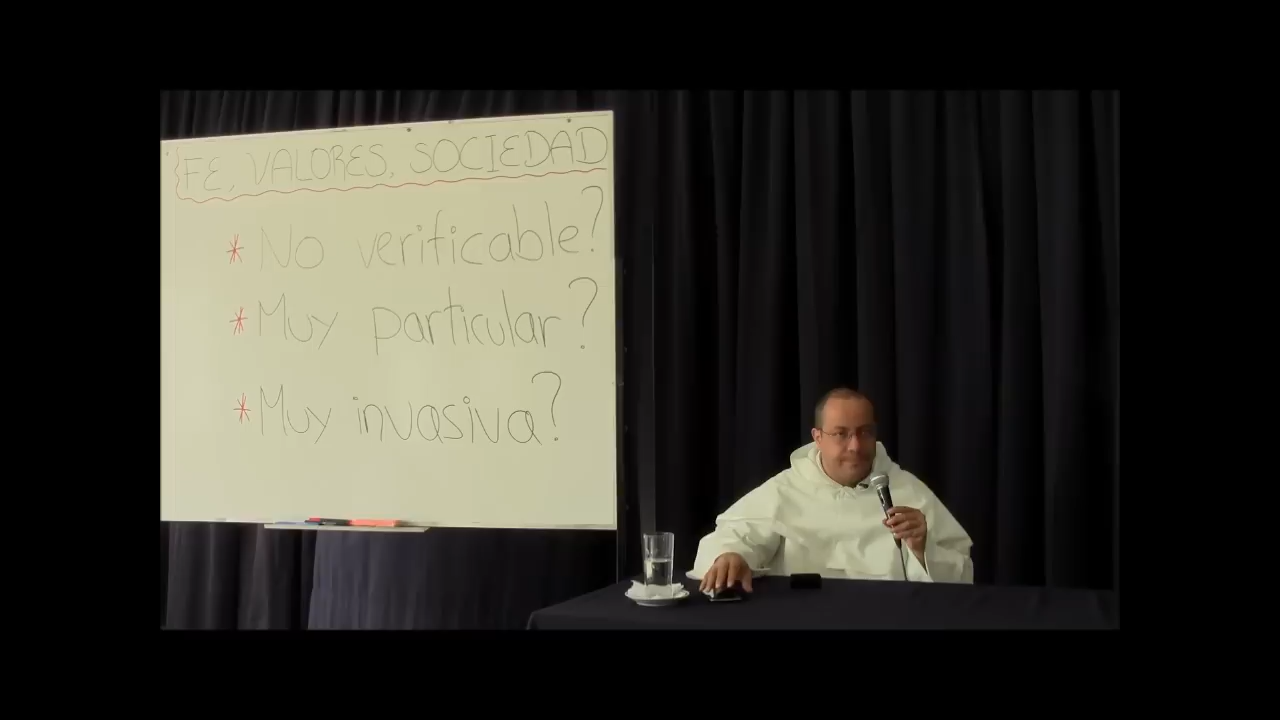 FE, VALORES, SOCIEDAD
* No verificable?
* Muy particular?
* Muy invasiva?